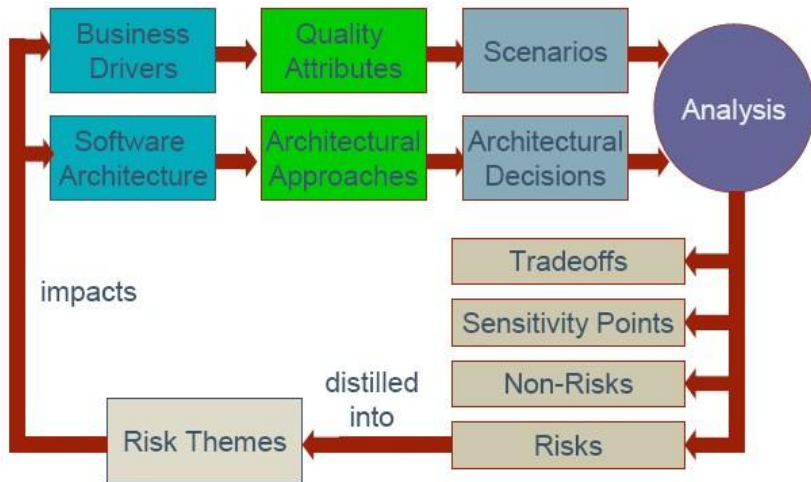 Business
Drivers
Quality
Attributes
Scenarios
Analysis
Software
Architecture
Architectural
Approaches
Architectural
Decisions
impacts
Tradeoffs
Sensitivity Points
Non-Risks
distilled
into
Risk Themes
Risks